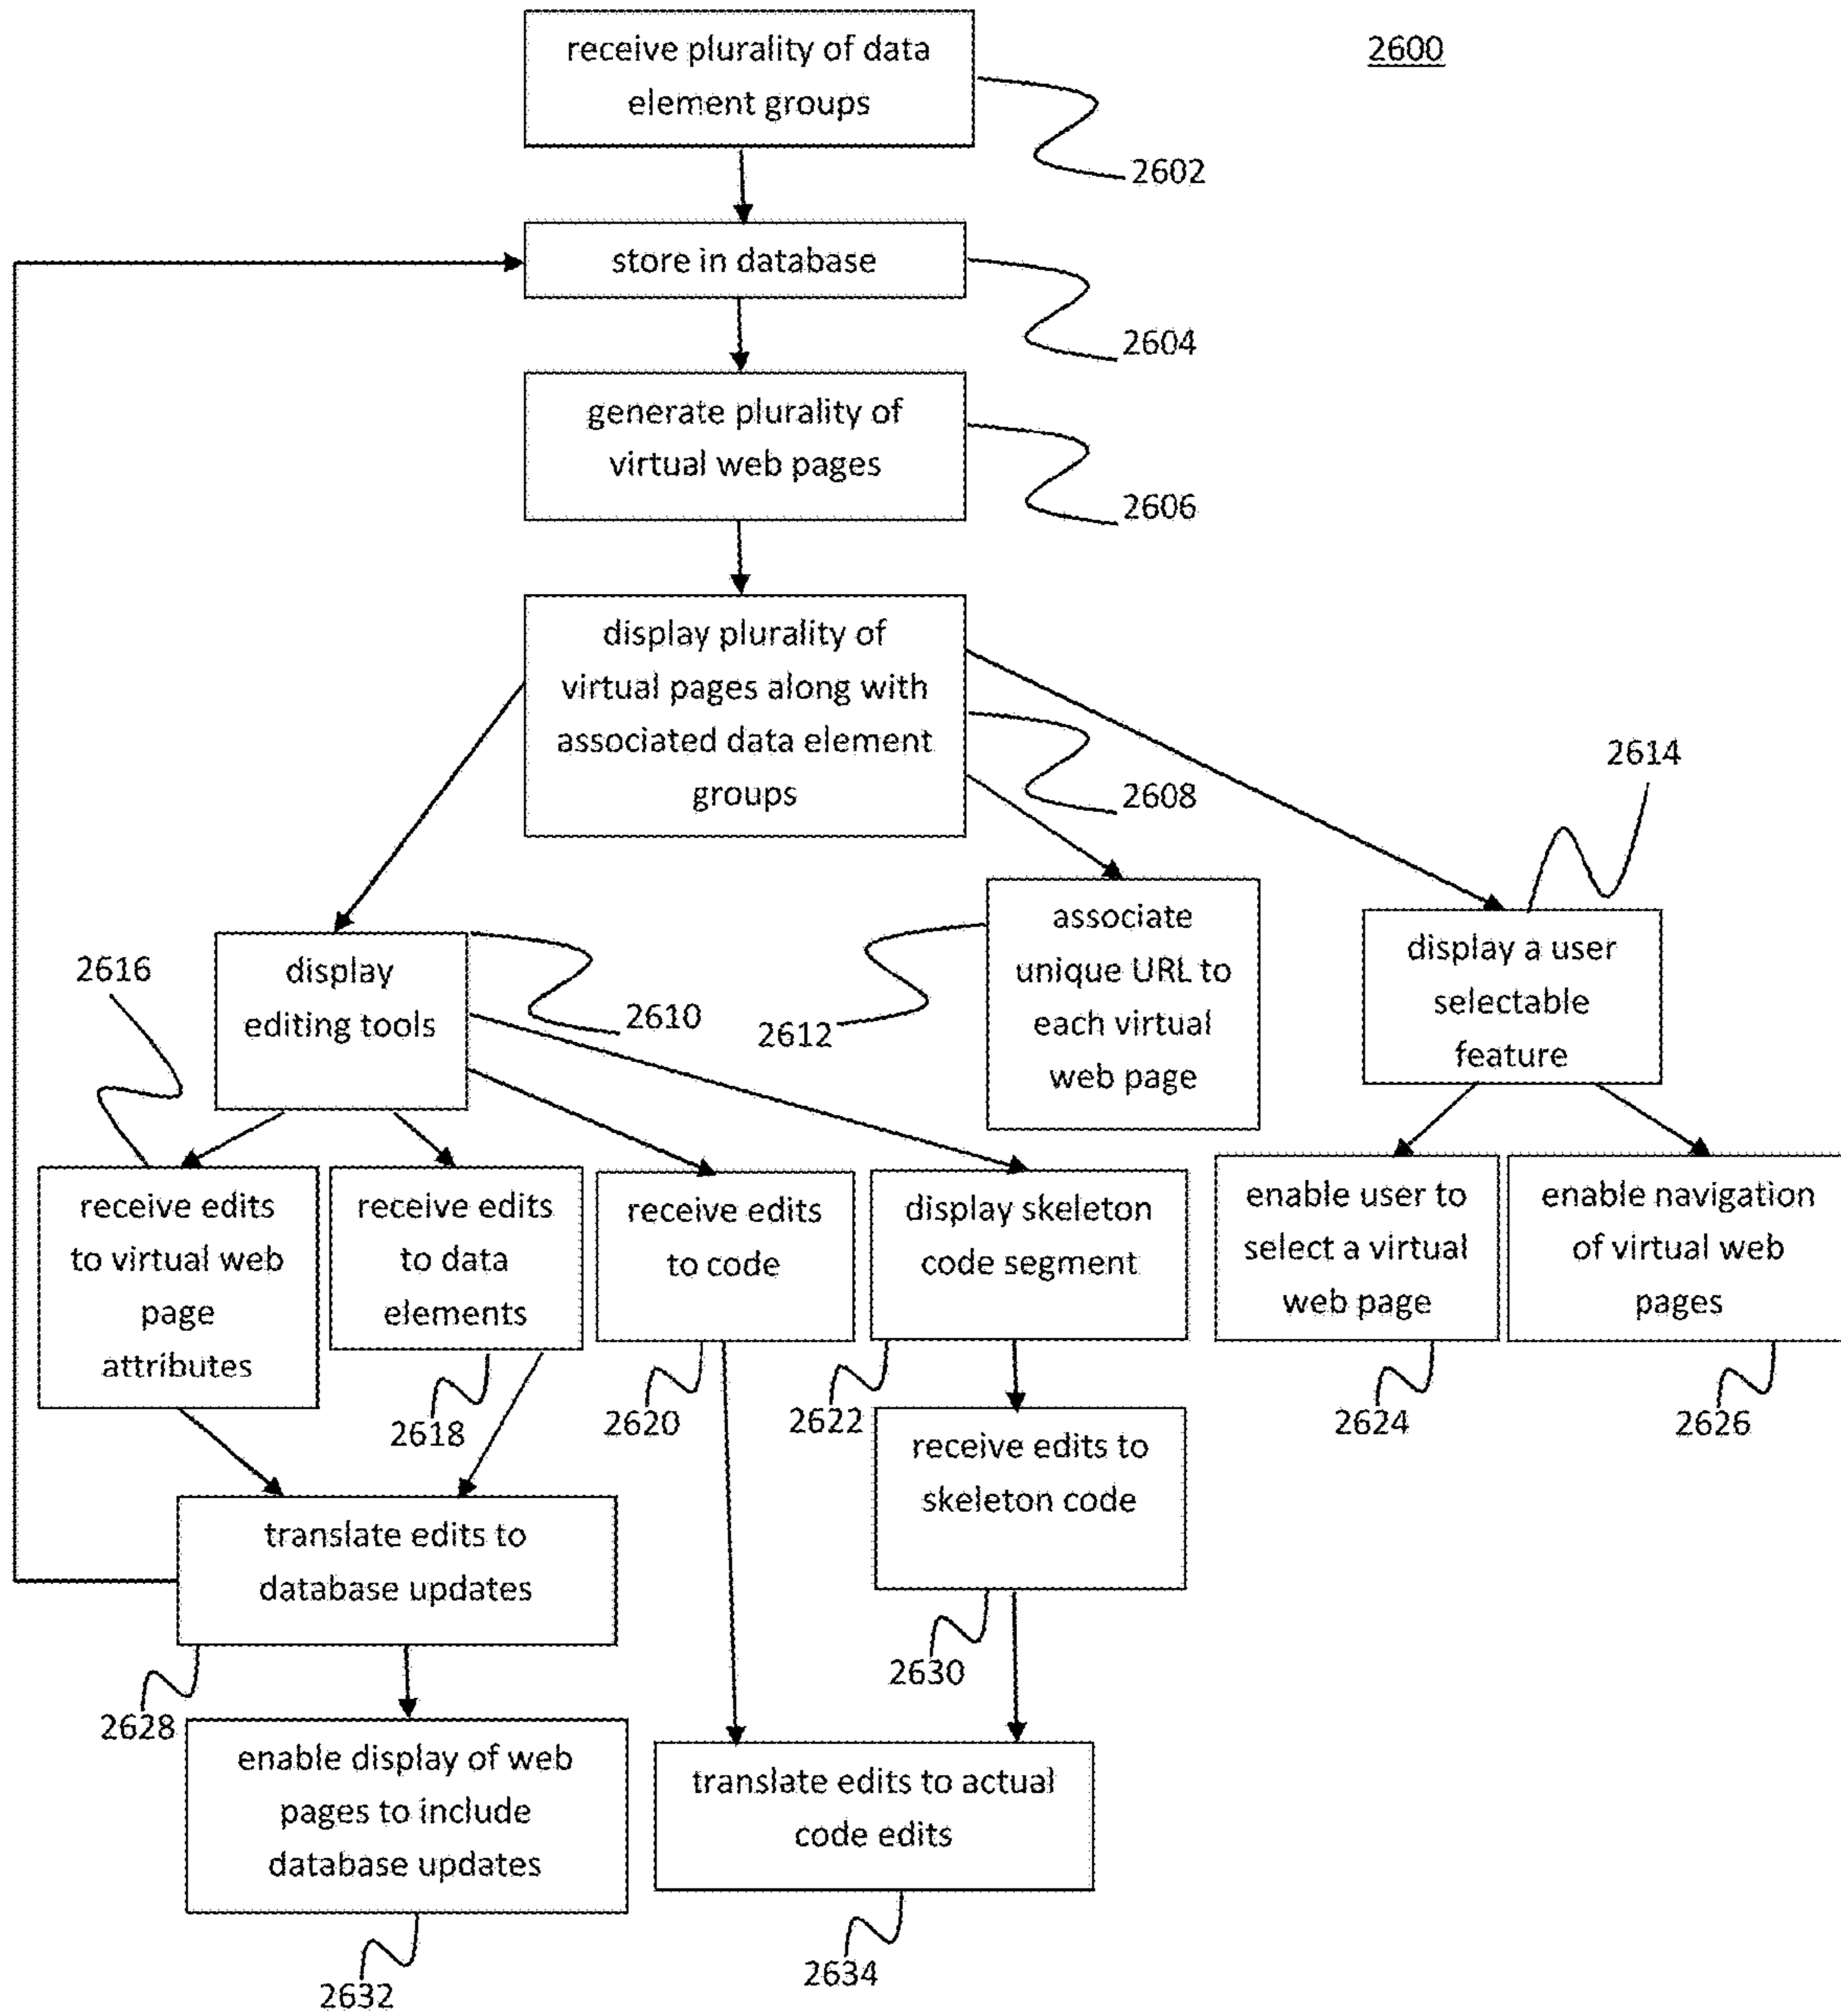 receive plurality of data
element groups
2600
2602
store in database
2604
generate plurality of
virtual web pages
2606
display plurality of
virtual pages along with
associated data element
groups
2608
2614
associate
unique URL to
each virtual
web page
2612
display a user
selectable
feature
display
editing tools
2610
2616
receive edits
to virtual web
page
attributes
receive edits
to data
elements
receive edits
to code
display skeleton
code segment
enable user to
select a virtual
web page
enable navigation
of virtual web
pages
2618
2620
2622
2624
2626
receive edits to
skeleton code
translate edits to
database updates
2630
2628
enable display of web
pages to include
database updates
translate edits to actual
code edits
2632
2634